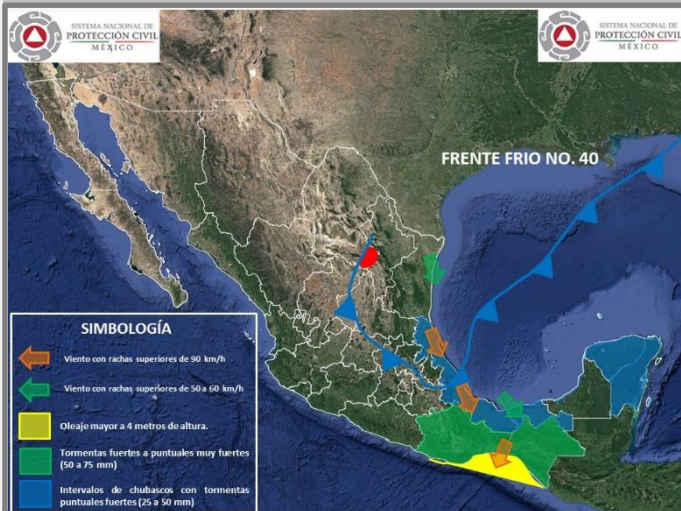 SISTEMA NACIONAL DE
PROTECCIÓN CIVIL
MÉXICO
SISTEMA NACIONAL DE
PROTECCIÓN CIVIL
MÉXICO
FRENTE FRIO NO. 40
SIMBOLOGÍA
Viento con rachas superiores de 90 km/h
Viento con rachas superiores de 50 a 60 km/h
Oleaje mayor a 4 metros de altura.
Tormentas fuertes a puntuales muy fuertes
(50 a 75 mm)
Intervalos de chubascos con tormentas
puntuales fuertes (25 a 50 mm)